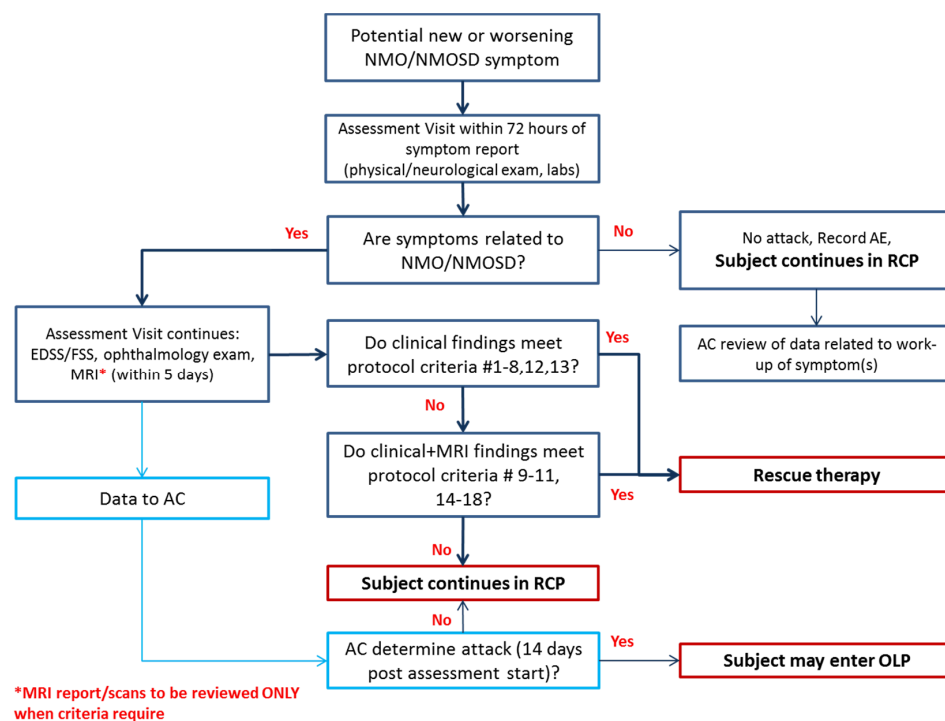 Potential new or worsening
NMO/NMOSD symptom
Assessment Visit within 72 hours of
symptom report
(physical/neurological exam, labs)
Yes
Are symptoms related to
NMO/NMOSD?
No
No attack, Record AE,
Subject continues in RCP
Assessment Visit continues:
EDSS/FSS, ophthalmology exam,
MRI* (within 5 days)
Do clinical findings meet
protocol criteria #1-8,12,13?
Yes
AC review of data related to work-
up of symptom(s)
No
Data to AC
Do clinical+MRI findings meet
protocol criteria # 9-11,
14-18?
Yes
Rescue therapy
No
Subject continues in RCP
No
AC determine attack (14 days
post assessment start)?
Yes
Subject may enter OLP
*MRI report/scans to be reviewed ONLY
when criteria require